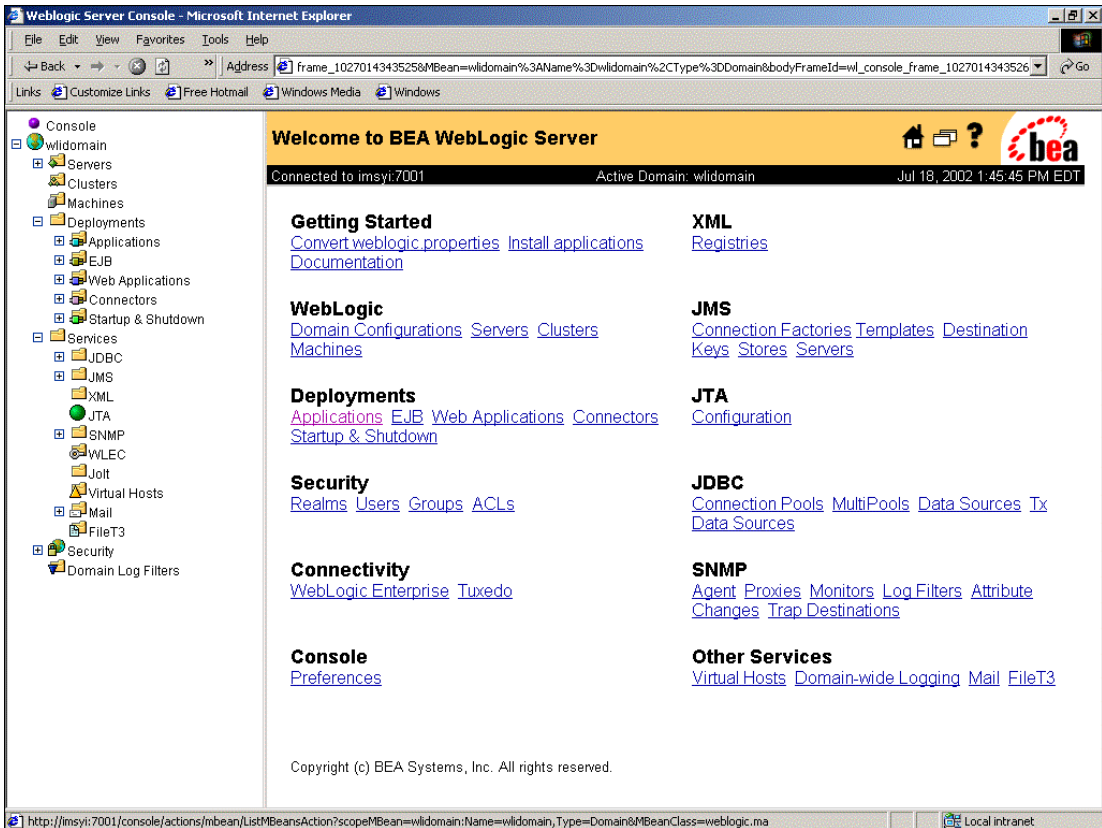 Weblogic Server Console - Microsoft Internet Explorer
File Edit View Favorites Tools Help
Back » Address frame_1027014343525&MBean=wlidomain%3AName%3Dwlidomain%2CType%3DDomain&bodyFrameId=wl_console_frame_1027014343526 Go
Links Customize Links Free Hotmail Windows Media Windows
Console
wlidomain
Servers
Clusters
Machines
Deployments
Applications
EJB
Web Applications
Connectors
Startup & Shutdown
Services
JDBC
JMS
XML
JTA
SNMP
WLEC
Jolt
Virtual Hosts
Mail
FileT3
Security
Domain Log Filters
Welcome to BEA WebLogic Server ? bea
Connected to imsyi:7001 Active Domain: wlidomain Jul 18, 2002 1:45:45 PM EDT
Getting Started
Convert weblogic.properties Install applications
Documentation
XML
Registries
WebLogic
Domain Configurations Servers Clusters
Machines
JMS
Connection Factories Templates Destination
Keys Stores Servers
Deployments
Applications EJB Web Applications Connectors
Startup & Shutdown
JTA
Configuration
Security
Realms Users Groups ACLs
JDBC
Connection Pools MultiPools Data Sources Tx
Data Sources
Connectivity
WebLogic Enterprise Tuxedo
SNMP
Agent Proxies Monitors Log Filters Attribute
Changes Trap Destinations
Console
Preferences
Other Services
Virtual Hosts Domain-wide Logging Mail FileT3
Copyright (c) BEA Systems, Inc. All rights reserved.
http://imsyi:7001/console/actions/mbean/ListMBeansAction?scopeMBean=wlidomain:Name=wlidomain,Type=Domain&MBeanClass=weblogic.ma Local intranet